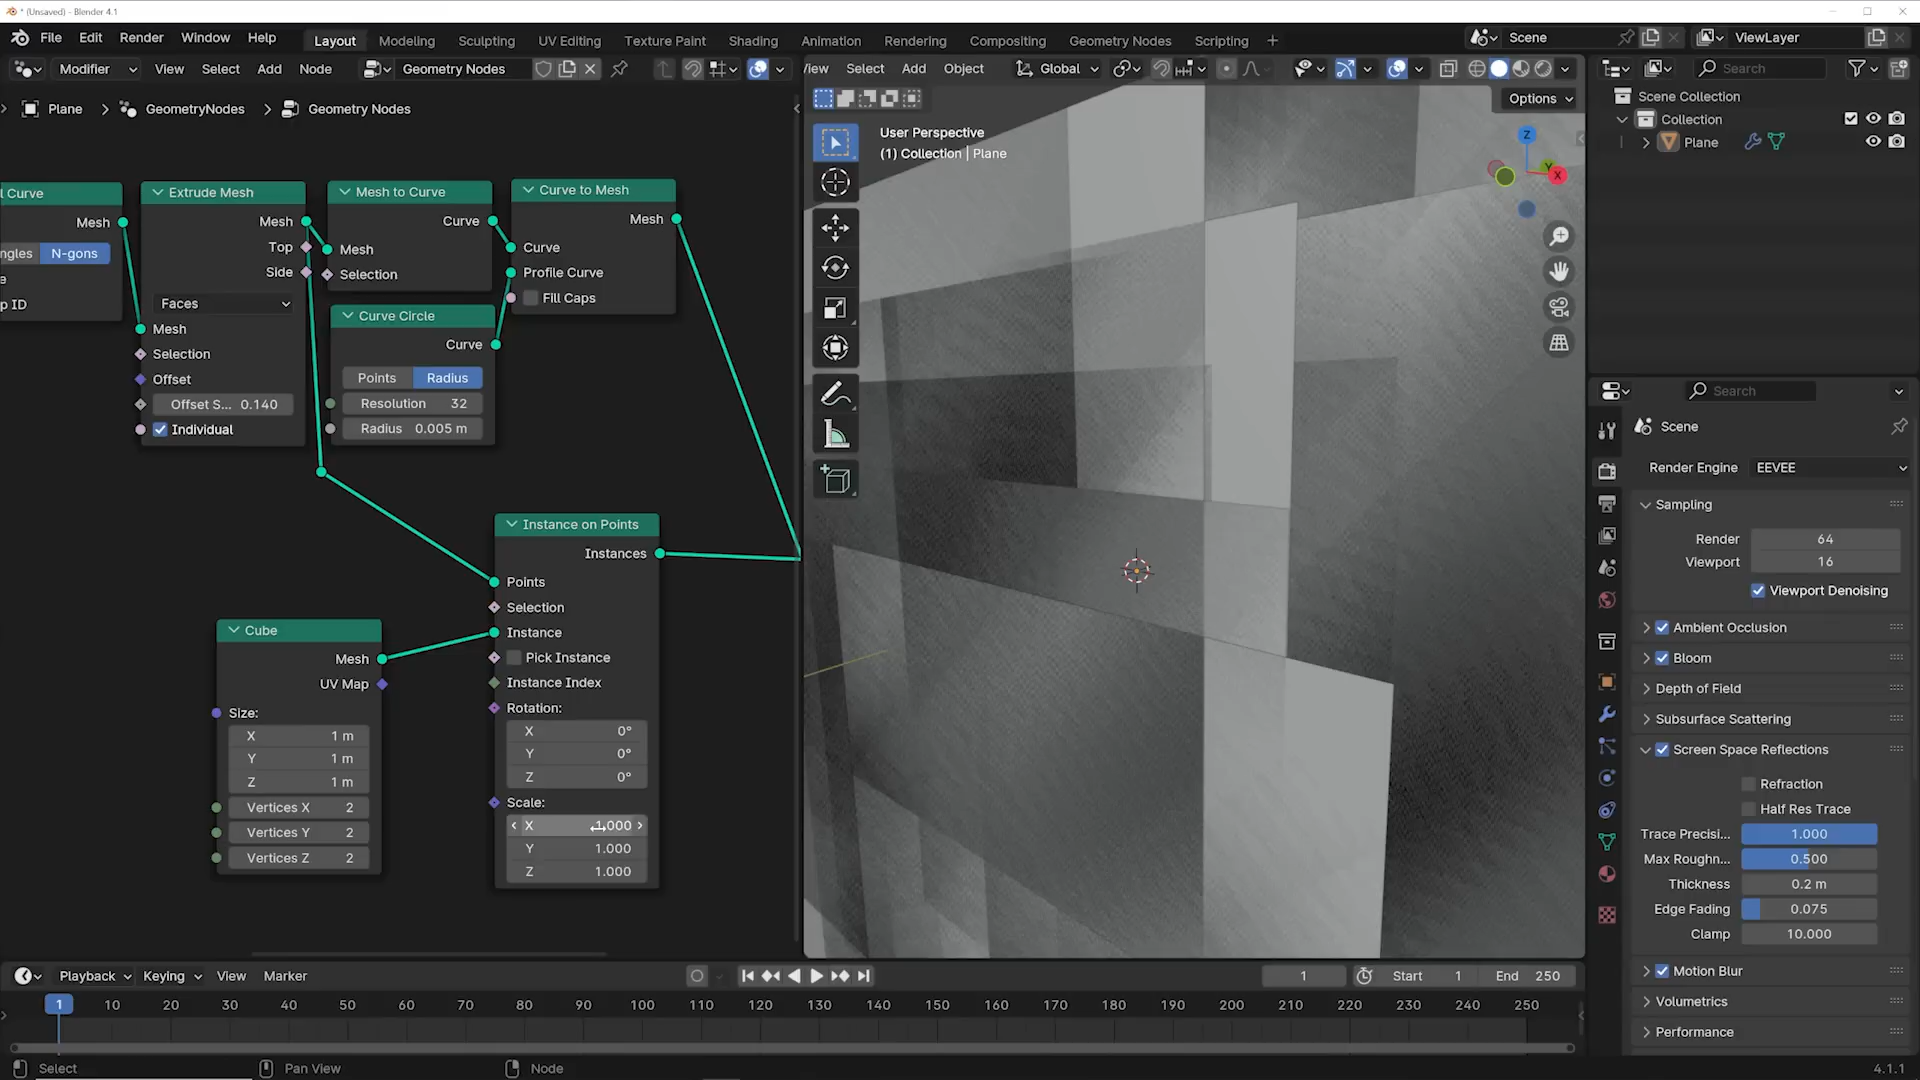 * (Unsaved) - Blender 4.1
File Edit Render Window Help
Layout Modeling Sculpting UV Editing Texture Paint Shading Animation Rendering Compositing Geometry Nodes Scripting +
Scene
ViewLayer
Modifier View Select Add Node
Geometry Nodes
View Select Add Object
Global
Search
Plane > GeometryNodes > Geometry Nodes
Options
User Perspective
(1) Collection | Plane
Z
Y
X
Scene Collection
Collection
Plane
l Curve
Mesh
ngles N-gons
e
p ID
Extrude Mesh
Mesh
Top
Side
Faces
Mesh
Selection
Offset
Offset S... 0.140
Individual
Mesh to Curve
Curve
Mesh
Selection
Curve Circle
Curve
Points Radius
Resolution 32
Radius 0.005 m
Curve to Mesh
Mesh
Curve
Profile Curve
Fill Caps
Instance on Points
Instances
Points
Selection
Instance
Pick Instance
Instance Index
Rotation:
X 0°
Y 0°
Z 0°
Scale:
X 1.000
Y 1.000
Z 1.000
Cube
Mesh
UV Map
Size:
X 1 m
Y 1 m
Z 1 m
Vertices X 2
Vertices Y 2
Vertices Z 2
Search
Scene
Render Engine EEVEE
Sampling
Render 64
Viewport 16
Viewport Denoising
Ambient Occlusion
Bloom
Depth of Field
Subsurface Scattering
Screen Space Reflections
Refraction
Half Res Trace
Trace Precisi... 1.000
Max Roughn... 0.500
Thickness 0.2 m
Edge Fading 0.075
Clamp 10.000
Motion Blur
Volumetrics
Performance
Playback Keying View Marker
1
Start 1
End 250
1 10 20 30 40 50 60 70 80 90 100 110 120 130 140 150 160 170 180 190 200 210 220 230 240 250
Select
Pan View
Node
4.1.1